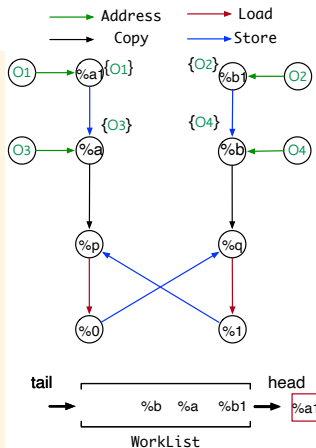 Address Load
Copy Store
O1 %a1 {O1} {O2} %b1 O2
{O3} {O4}
O3 %a %b O4
%p %q
%0 %1
tail head
%b %a %b1 %a1
WorkList